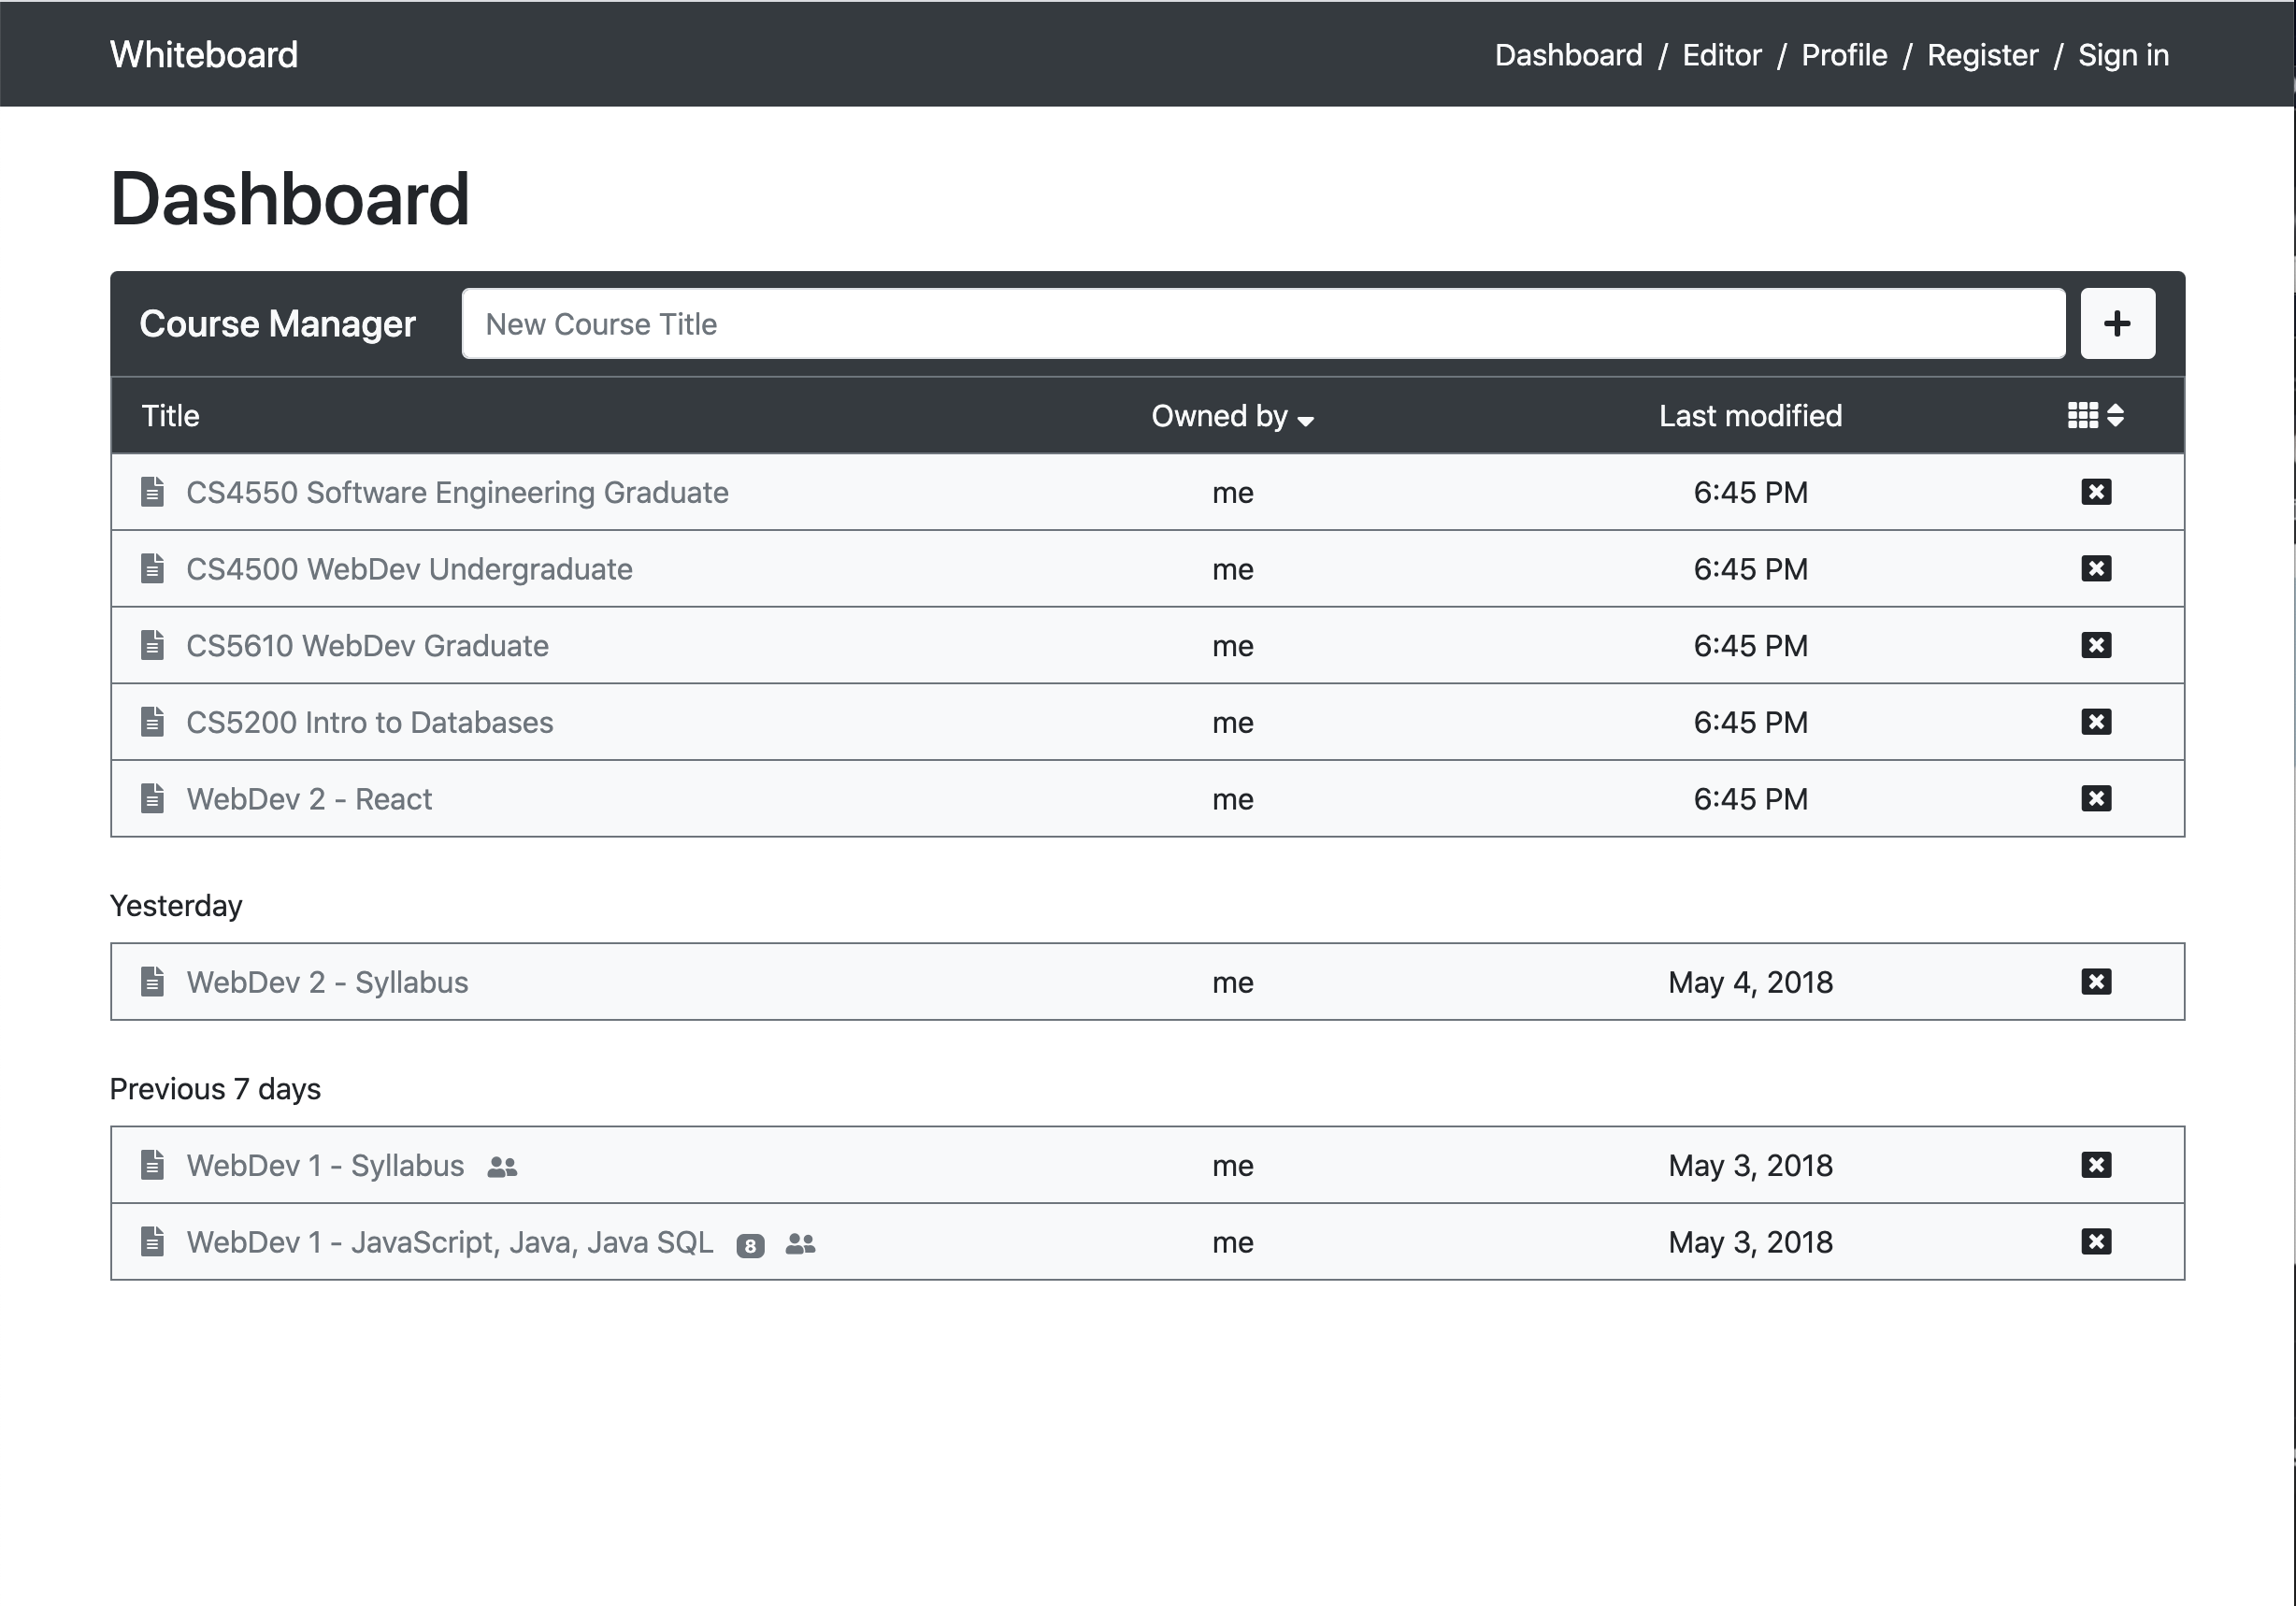 Whiteboard Dashboard / Editor / Profile / Register / Sign in
Dashboard
Course Manager New Course Title
Title Owned by Last modified
CS4550 Software Engineering Graduate me 6:45 PM
CS4500 WebDev Undergraduate me 6:45 PM
CS5610 WebDev Graduate me 6:45 PM
CS5200 Intro to Databases me 6:45 PM
WebDev 2 - React me 6:45 PM
Yesterday
WebDev 2 - Syllabus me May 4, 2018
Previous 7 days
WebDev 1 - Syllabus me May 3, 2018
WebDev 1 - JavaScript, Java, Java SQL 8 me May 3, 2018